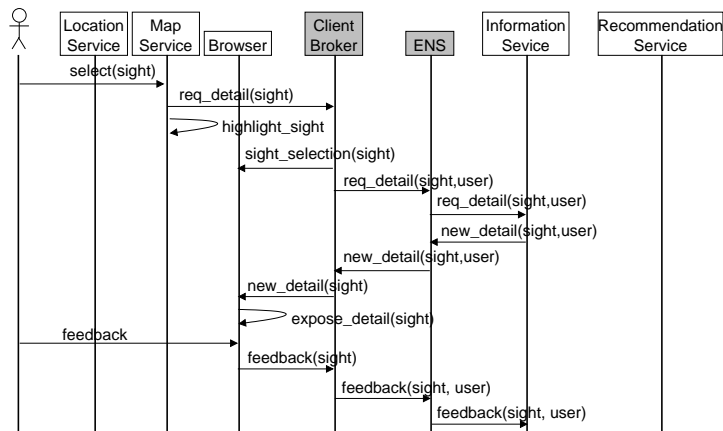 Location
Service
Map
Service
Browser
Client
Broker
ENS
Information
Sevice
Recommendation
Service
select(sight)
req_detail(sight)
highlight_sight
sight_selection(sight)
req_detail(sight,user)
req_detail(sight,user)
new_detail(sight,user)
new_detail(sight,user)
new_detail(sight)
expose_detail(sight)
feedback
feedback(sight)
feedback(sight, user)
feedback(sight, user)